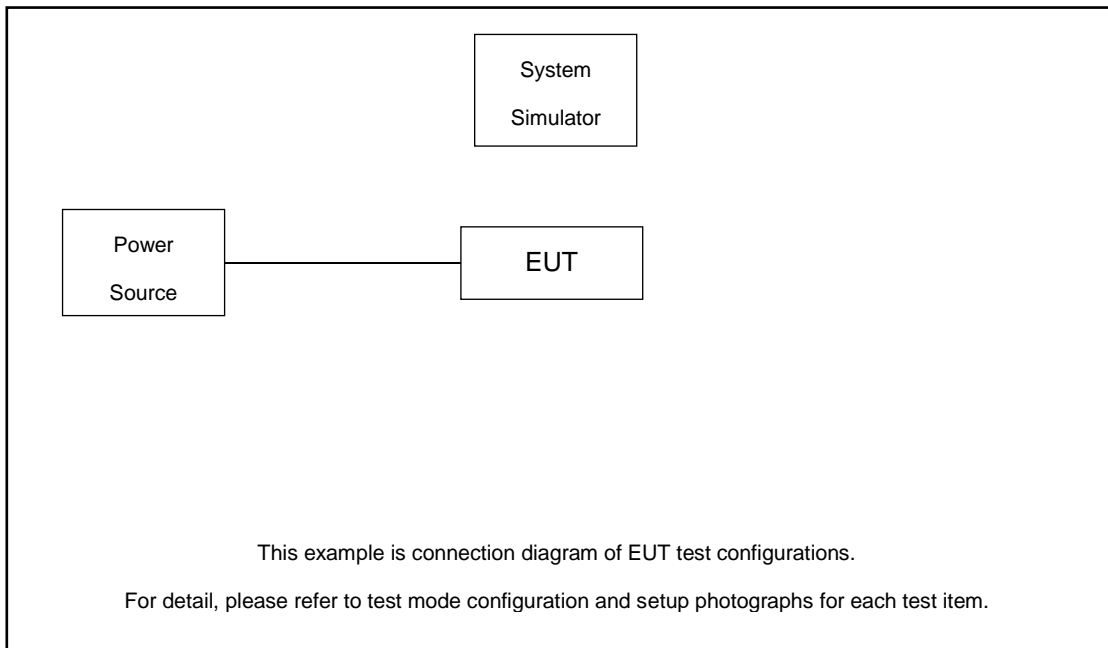 System
Simulator
Power
Source
EUT
This example is connection diagram of EUT test configurations.
For detail, please refer to test mode configuration and setup photographs for each test item.